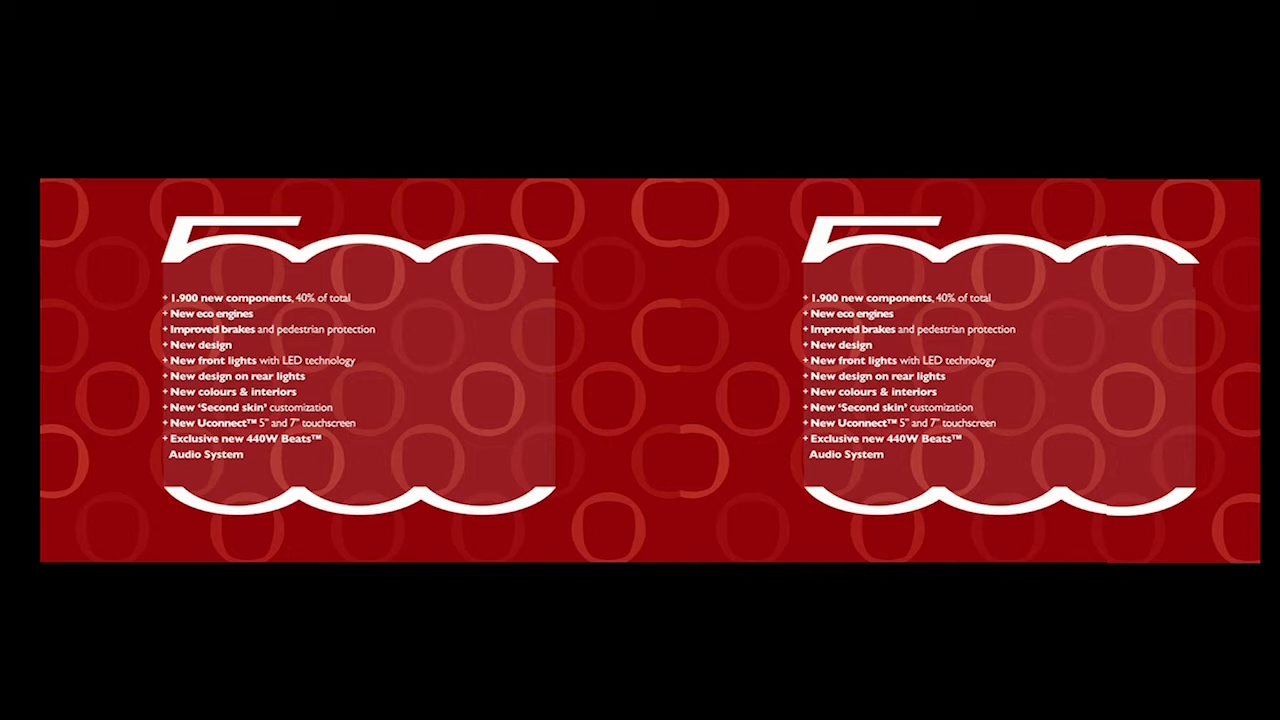 500
+ 1.900 new components, 40% of total
+ New eco engines
+ Improved brakes and pedestrian protection
+ New design
+ New front lights with LED technology
+ New design on rear lights
+ New colours & interiors
+ New ‘Second skin’ customization
+ New Uconnect™ 5” and 7” touchscreen
+ Exclusive new 440W Beats™
Audio System
500
+ 1.900 new components, 40% of total
+ New eco engines
+ Improved brakes and pedestrian protection
+ New design
+ New front lights with LED technology
+ New design on rear lights
+ New colours & interiors
+ New ‘Second skin’ customization
+ New Uconnect™ 5” and 7” touchscreen
+ Exclusive new 440W Beats™
Audio System